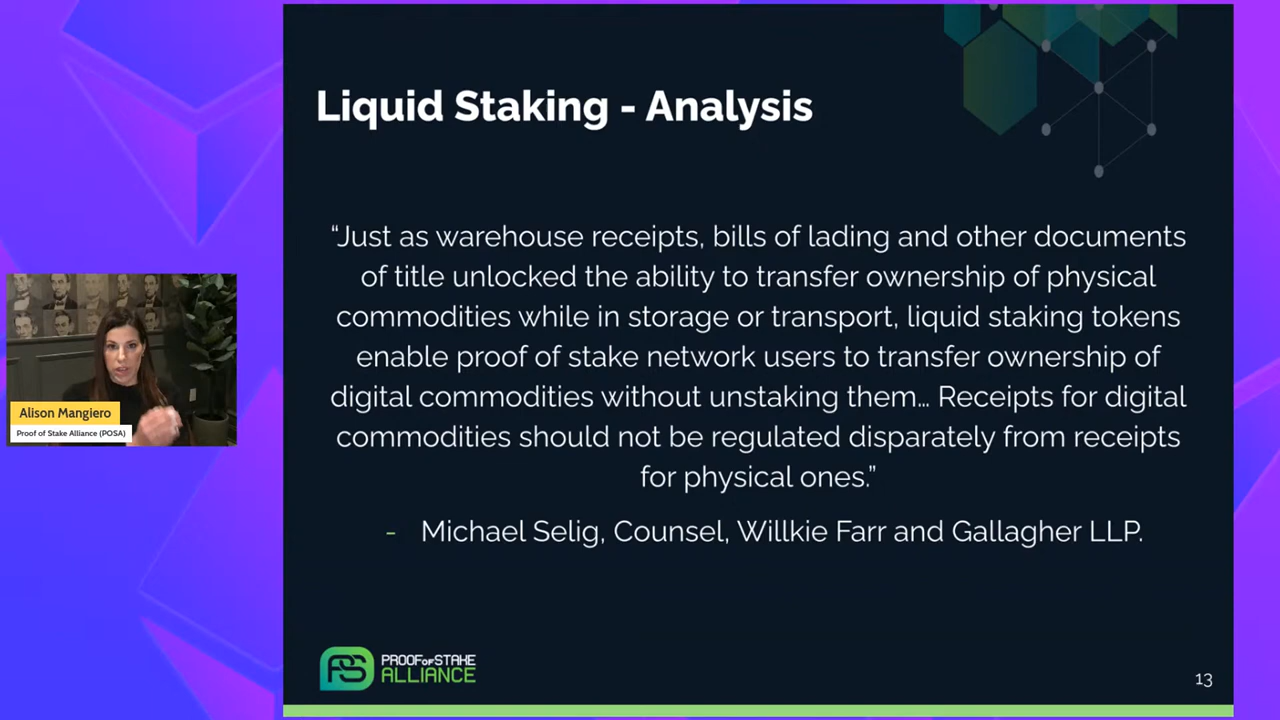 Liquid Staking - Analysis
“Just as warehouse receipts, bills of lading and other documents
of title unlocked the ability to transfer ownership of physical
commodities while in storage or transport, liquid staking tokens
enable proof of stake network users to transfer ownership of
digital commodities without unstaking them… Receipts for digital
commodities should not be regulated disparately from receipts
for physical ones.”
- Michael Selig, Counsel, Willkie Farr and Gallagher LLP.
Alison Mangiero
Proof of Stake Alliance (POSA)
PS
PROOF OF STAKE
ALLIANCE
13